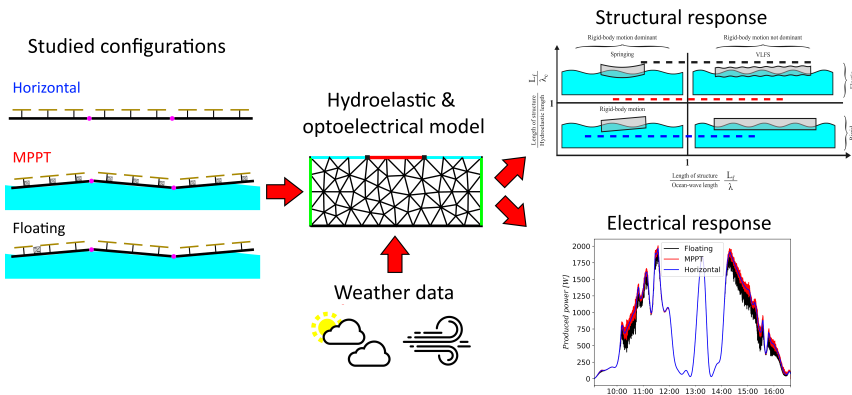 Studied configurations
Horizontal
MPPT
Floating
Hydroelastic &
optoelectrical model
Weather data
Structural response
Rigid-body motion dominant
Rigid-body motion not dominant
Springing
VLFS
Rigid-body motion
L_f
λ_c
Length of structure
Hydroelastic length
1
1
Length of structure
Ocean-wave length
L_f
λ
Electrical response
Produced power [W]
2000
1750
1500
1250
1000
750
500
250
0
Floating
MPPT
Horizontal
10:00 11:00 12:00 13:00 14:00 15:00 16:00